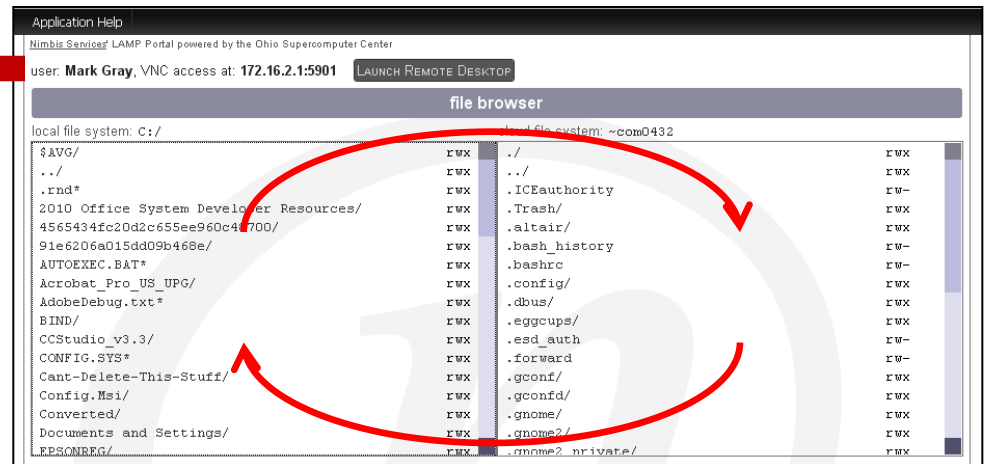 Application Help
Nimbis Services' LAMP Portal powered by the Ohio Supercomputer Center
user: Mark Gray, VNC access at: 172.16.2.1:5901 LAUNCH REMOTE DESKTOP
file browser
local file system: C:/ cloud file system: ~com0432
$AVG/ rwx ./ rwx
../ rwx ../ rwx
.rnd* rwx .ICEauthority rw-
2010 Office System Developer Resources/ rwx .Trash/ rwx
4565434fc20d2c655ee960c48700/ rwx .altair/ rwx
91e6206a015dd09b468e/ rwx .bash_history rw-
AUTOEXEC.BAT* rwx .bashrc rw-
Acrobat_Pro_US_UPG/ rwx .config/ rwx
AdobeDebug.txt* rwx .dbus/ rwx
BIND/ rwx .eggcups/ rwx
CCStudio_v3.3/ rwx .esd_auth rw-
CONFIG.SYS* rwx .forward rw-
Cant-Delete-This-Stuff/ rwx .gconf/ rwx
Config.Msi/ rwx .gconfd/ rwx
Converted/ rwx .gnome/ rwx
Documents and Settings/ rwx .gnome2/ rwx
EPSONREG/ rwx .gnome2_private/ rwx